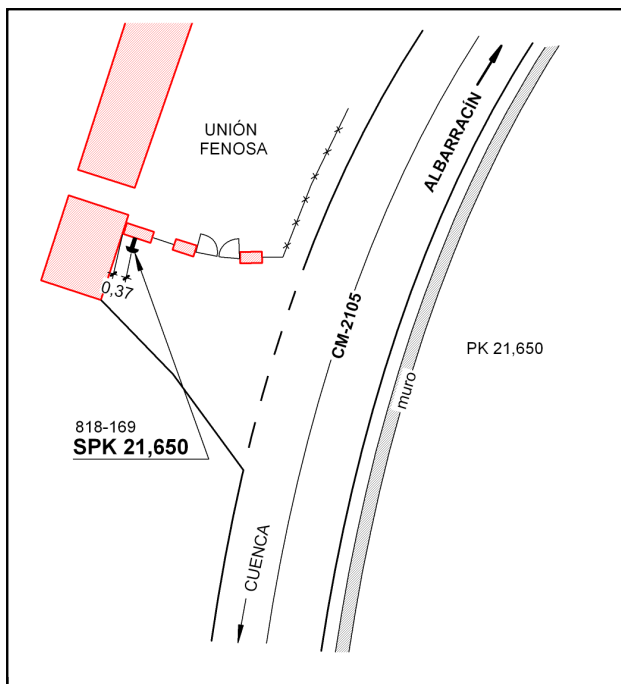 UNIÓN
FENOSA
ALBARRACÍN
0,37
CM-2105
PK 21,650
muro
818-169
SPK 21,650
CUENCA